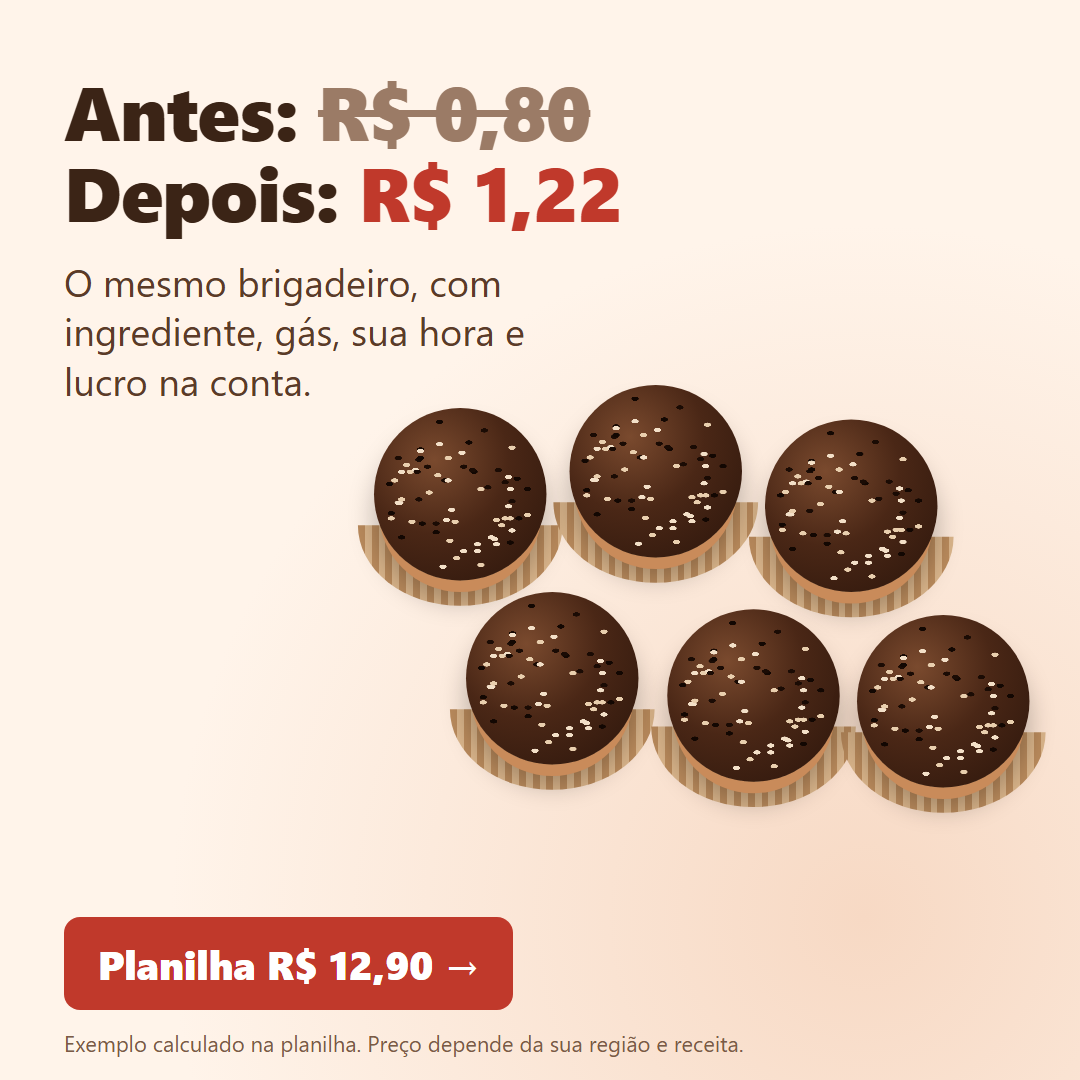 Antes: R$ 0,80
Depois: R$ 1,22
O mesmo brigadeiro, com
ingrediente, gás, sua hora e
lucro na conta.
Planilha R$ 12,90 →
Exemplo calculado na planilha. Preço depende da sua região e receita.